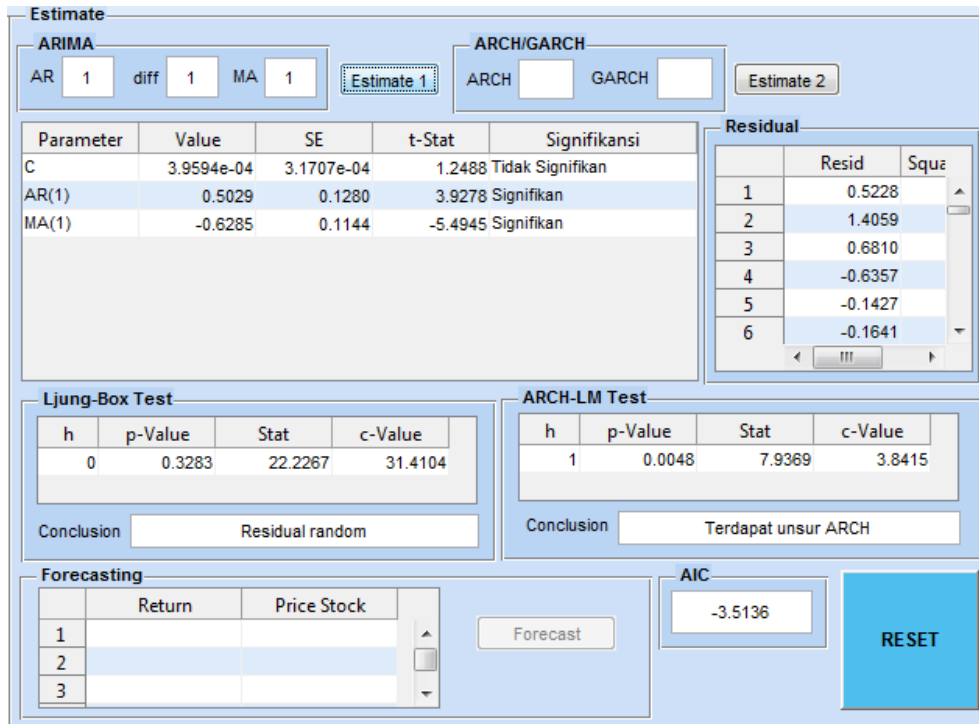 Estimate
ARIMA
AR 1 diff 1 MA 1
Estimate 1
ARCH/GARCH
ARCH GARCH
Estimate 2
Parameter Value SE t-Stat Signifikansi
C 3.9594e-04 3.1707e-04 1.2488 Tidak Signifikan
AR(1) 0.5029 0.1280 3.9278 Signifikan
MA(1) -0.6285 0.1144 -5.4945 Signifikan
Residual
Resid Squa
1 0.5228
2 1.4059
3 0.6810
4 -0.6357
5 -0.1427
6 -0.1641
Ljung-Box Test
h p-Value Stat c-Value
0 0.3283 22.2267 31.4104
Conclusion Residual random
ARCH-LM Test
h p-Value Stat c-Value
1 0.0048 7.9369 3.8415
Conclusion Terdapat unsur ARCH
Forecasting
Return Price Stock
1
2
3
Forecast
AIC
-3.5136
RESET